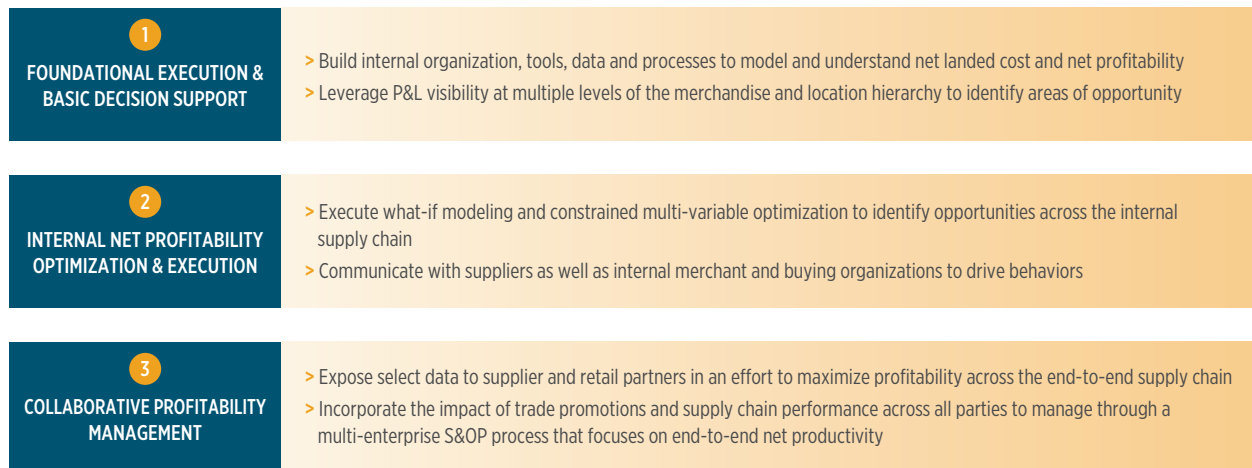 1
FOUNDATIONAL EXECUTION &
BASIC DECISION SUPPORT
> Build internal organization, tools, data and processes to model and understand net landed cost and net profitability
> Leverage P&L visibility at multiple levels of the merchandise and location hierarchy to identify areas of opportunity
2
INTERNAL NET PROFITABILITY
OPTIMIZATION & EXECUTION
> Execute what-if modeling and constrained multi-variable optimization to identify opportunities across the internal
supply chain
> Communicate with suppliers as well as internal merchant and buying organizations to drive behaviors
3
COLLABORATIVE PROFITABILITY
MANAGEMENT
> Expose select data to supplier and retail partners in an effort to maximize profitability across the end-to-end supply chain
> Incorporate the impact of trade promotions and supply chain performance across all parties to manage through a
multi-enterprise S&OP process that focuses on end-to-end net productivity